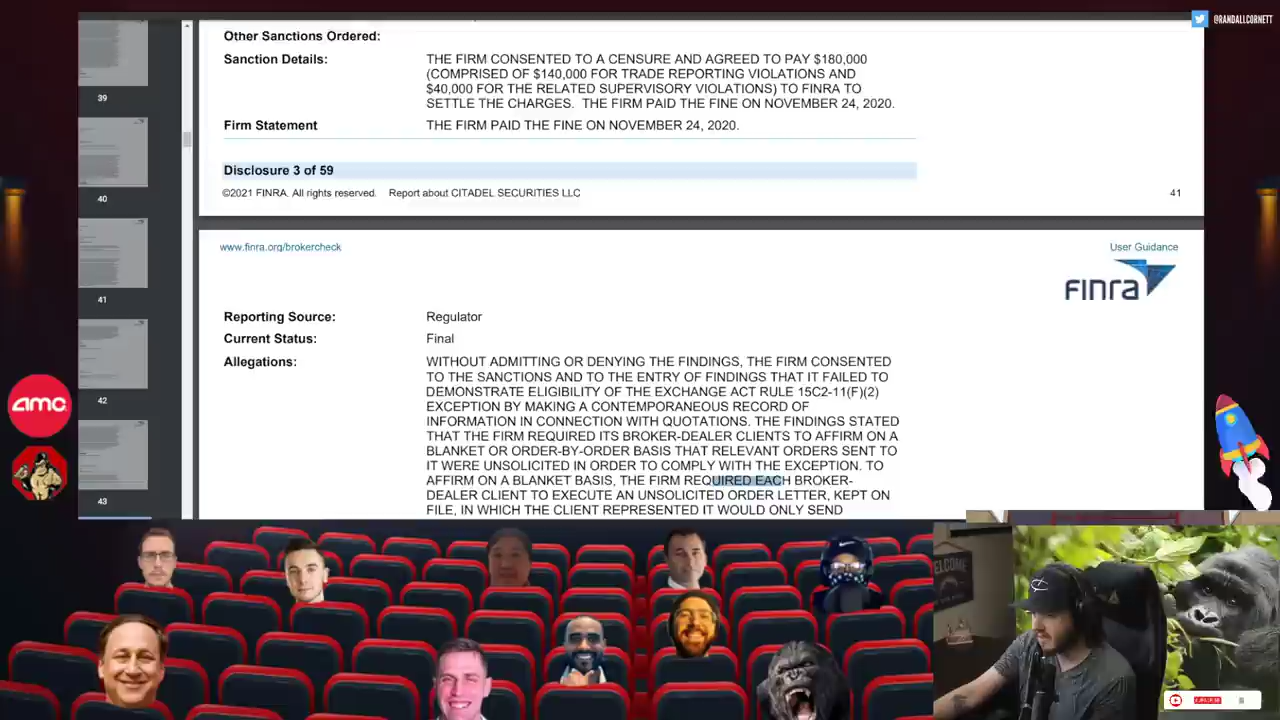 @RANDALLCORNETT
Other Sanctions Ordered:
Sanction Details:
THE FIRM CONSENTED TO A CENSURE AND AGREED TO PAY $180,000
(COMPRISED OF $140,000 FOR TRADE REPORTING VIOLATIONS AND
$40,000 FOR THE RELATED SUPERVISORY VIOLATIONS) TO FINRA TO
SETTLE THE CHARGES. THE FIRM PAID THE FINE ON NOVEMBER 24, 2020.
Firm Statement
THE FIRM PAID THE FINE ON NOVEMBER 24, 2020.
Disclosure 3 of 59
©2021 FINRA. All rights reserved. Report about CITADEL SECURITIES LLC
41
www.finra.org/brokercheck
User Guidance
finra
Reporting Source:
Regulator
Current Status:
Final
Allegations:
WITHOUT ADMITTING OR DENYING THE FINDINGS, THE FIRM CONSENTED
TO THE SANCTIONS AND TO THE ENTRY OF FINDINGS THAT IT FAILED TO
DEMONSTRATE ELIGIBILITY OF THE EXCHANGE ACT RULE 15C2-11(F)(2)
EXCEPTION BY MAKING A CONTEMPORANEOUS RECORD OF
INFORMATION IN CONNECTION WITH QUOTATIONS. THE FINDINGS STATED
THAT THE FIRM REQUIRED ITS BROKER-DEALER CLIENTS TO AFFIRM ON A
BLANKET OR ORDER-BY-ORDER BASIS THAT RELEVANT ORDERS SENT TO
IT WERE UNSOLICITED IN ORDER TO COMPLY WITH THE EXCEPTION. TO
AFFIRM ON A BLANKET BASIS, THE FIRM REQUIRED EACH BROKER-
DEALER CLIENT TO EXECUTE AN UNSOLICITED ORDER LETTER, KEPT ON
FILE, IN WHICH THE CLIENT REPRESENTED IT WOULD ONLY SEND
39
40
41
42
43
amc
WELCOME